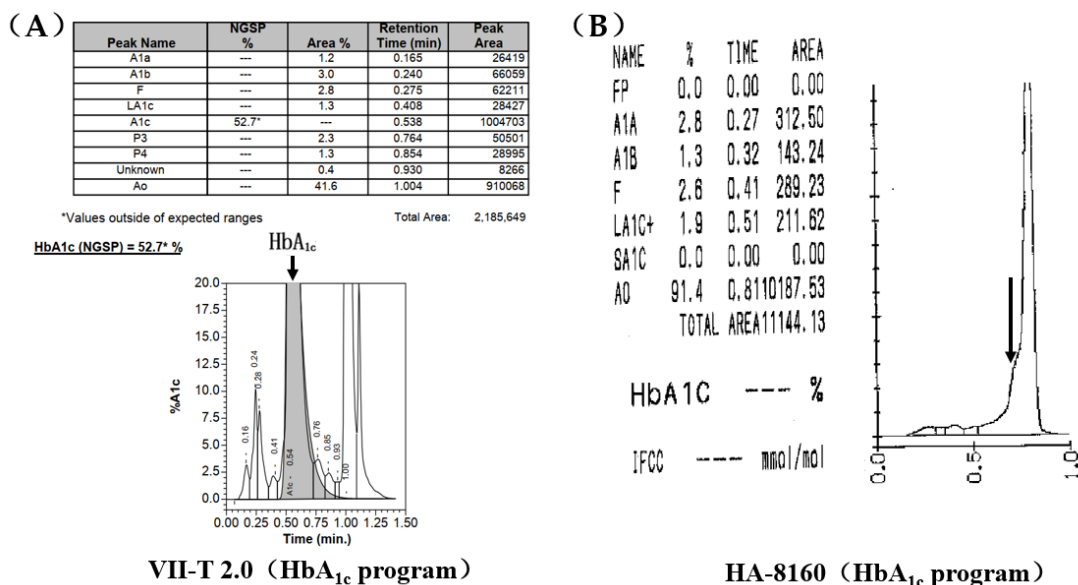 (A)
Peak Name NGSP % Area % Retention Time (min) Peak Area
A1a --- 1.2 0.165 26419
A1b --- 3.0 0.240 66059
F --- 2.8 0.275 62211
LA1c --- 1.3 0.408 28427
A1c 52.7* --- 0.538 1004703
P3 --- 2.3 0.764 50501
P4 --- 1.3 0.854 28995
Unknown --- 0.4 0.930 8266
Ao --- 41.6 1.004 910068
*Values outside of expected ranges Total Area: 2,185,649
HbA1c (NGSP) = 52.7* %
HbA1c
20.0
17.5
15.0
12.5
10.0
7.5
5.0
2.5
0.0
%A1c
0.16
0.24
0.28
0.41
A1c - 0.54
0.76
0.85
0.93
1.00
0.00 0.25 0.50 0.75 1.00 1.25 1.50
Time (min.)
VII-T 2.0（HbA1c program）
(B)
NAME % TIME AREA
FP 0.0 0.00 0.00
A1A 2.8 0.27 312.50
A1B 1.3 0.32 143.24
F 2.6 0.41 289.23
LA1C+ 1.9 0.51 211.62
SA1C 0.0 0.00 0.00
A0 91.4 0.81 10187.53
TOTAL AREA 11144.13
HbA1C --- %
IFCC ---- mmol/mol
0.0 0.5 1.0
HA-8160（HbA1c program）